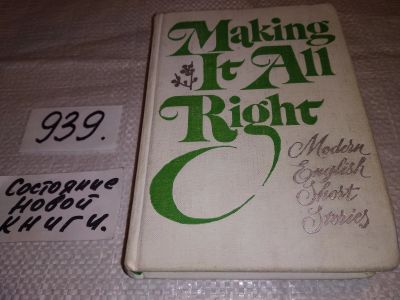 Making
It All
Right
Modern
English
Short
Stories
939.
Состояние
новой
книги.